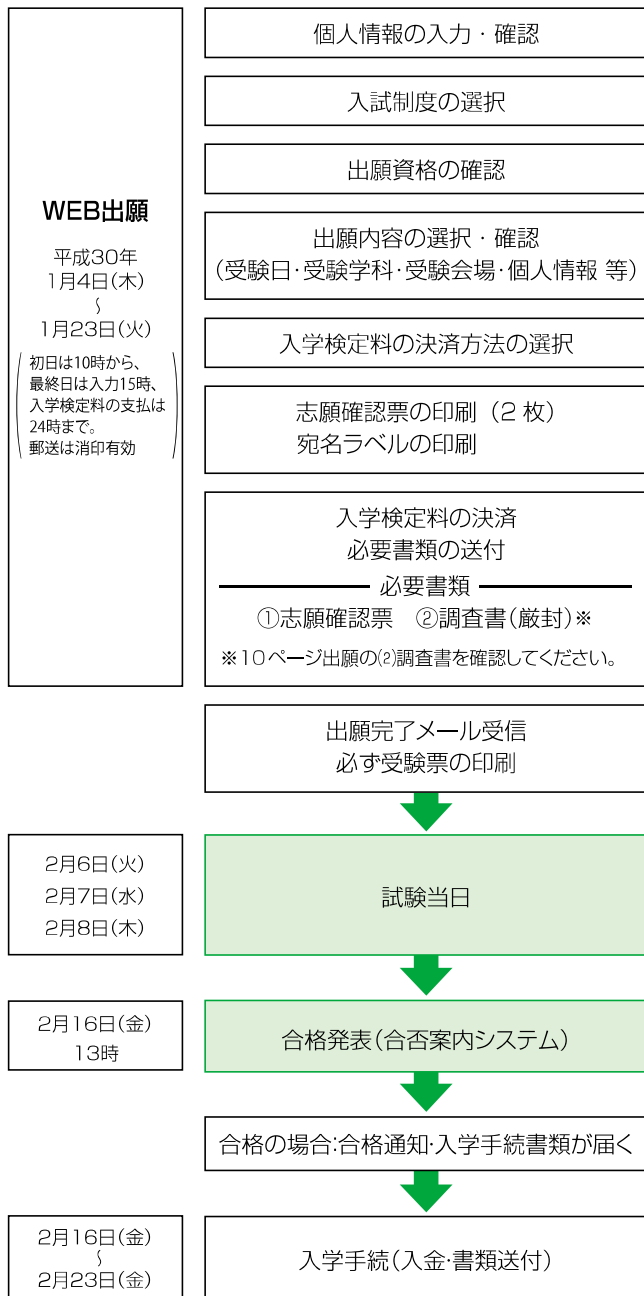 WEB出願
平成30年
1月4日(木)
〜
1月23日(火)
(初日は10時から、
最終日は入力15時、
入学検定料の支払は
24時まで。
郵送は消印有効)
個人情報の入力・確認
入試制度の選択
出願資格の確認
出願内容の選択・確認
(受験日・受験学科・受験会場・個人情報 等)
入学検定料の決済方法の選択
志願確認票の印刷(2枚)
宛名ラベルの印刷
入学検定料の決済
必要書類の送付
必要書類
①志願確認票 ②調査書(厳封)※
※10ページ出願の⑵調査書を確認してください。
出願完了メール受信
必ず受験票の印刷
2月6日(火)
2月7日(水)
2月8日(木)
試験当日
2月16日(金)
13時
合格発表(合否案内システム)
合格の場合:合格通知・入学手続書類が届く
2月16日(金)
〜
2月23日(金)
入学手続(入金・書類送付)